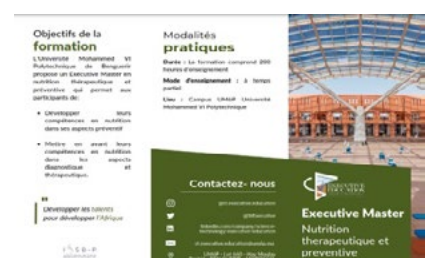 Objectifs de la
formation
L'Université Mohammed VI
Polytechnique de Benguerir
propose un Executive Master en
nutrition thérapeutique et
préventive qui permet aux
participants de:
• Développer leurs
compétences en nutrition
dans ses aspects préventif
• Mettre en avant leurs
compétences en nutrition
dans les aspects
diagnostique et
thérapeutique.
Développer les talents
pour développer l'Afrique
Modalités
pratiques
Durée : La formation comprend 200
heures d'enseignement
Mode d'enseignement : à temps
partiel
Lieu : Campus UM6P Université
Mohammed VI Polytechnique
Contactez- nous
EXECUTIVE
EDUCATION
Executive Master
Nutrition
therapeutique et
preventive